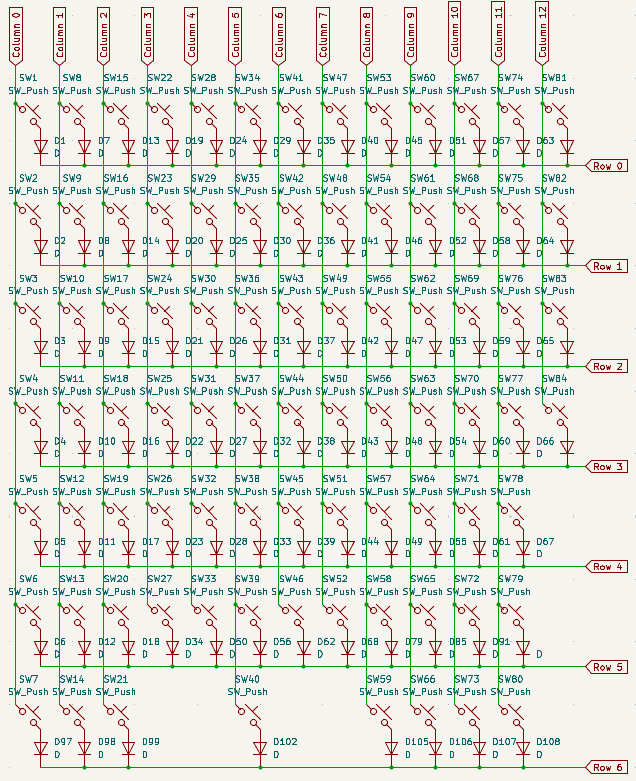 Column 0 Column 1 Column 2 Column 3 Column 4 Column 5 Column 6 Column 7 Column 8 Column 9 Column 10 Column 11 Column 12
SW1 SW8 SW15 SW22 SW28 SW34 SW41 SW47 SW53 SW60 SW67 SW74 SW81
SW_Push SW_Push SW_Push SW_Push SW_Push SW_Push SW_Push SW_Push SW_Push SW_Push SW_Push SW_Push SW_Push
D1 D7 D13 D19 D24 D29 D35 D40 D45 D51 D57 D63
D D D D D D D D D D D D
Row 0
SW2 SW9 SW16 SW23 SW29 SW35 SW42 SW48 SW54 SW61 SW68 SW75 SW82
SW_Push SW_Push SW_Push SW_Push SW_Push SW_Push SW_Push SW_Push SW_Push SW_Push SW_Push SW_Push SW_Push
D2 D8 D14 D20 D25 D30 D36 D41 D46 D52 D58 D64
D D D D D D D D D D D D
Row 1
SW3 SW10 SW17 SW24 SW30 SW36 SW43 SW49 SW55 SW62 SW69 SW76 SW83
SW_Push SW_Push SW_Push SW_Push SW_Push SW_Push SW_Push SW_Push SW_Push SW_Push SW_Push SW_Push SW_Push
D3 D9 D15 D21 D26 D31 D37 D42 D47 D53 D59 D65
D D D D D D D D D D D D
Row 2
SW4 SW11 SW18 SW25 SW31 SW37 SW44 SW50 SW56 SW63 SW70 SW77 SW84
SW_Push SW_Push SW_Push SW_Push SW_Push SW_Push SW_Push SW_Push SW_Push SW_Push SW_Push SW_Push SW_Push
D4 D10 D16 D22 D27 D32 D38 D43 D48 D54 D60 D66
D D D D D D D D D D D D
Row 3
SW5 SW12 SW19 SW26 SW32 SW38 SW45 SW51 SW57 SW64 SW71 SW78
SW_Push SW_Push SW_Push SW_Push SW_Push SW_Push SW_Push SW_Push SW_Push SW_Push SW_Push SW_Push
D5 D11 D17 D23 D28 D33 D39 D44 D49 D55 D61 D67
D D D D D D D D D D D D
Row 4
SW6 SW13 SW20 SW27 SW33 SW39 SW46 SW52 SW58 SW65 SW72 SW79
SW_Push SW_Push SW_Push SW_Push SW_Push SW_Push SW_Push SW_Push SW_Push SW_Push SW_Push SW_Push
D6 D12 D18 D34 D50 D56 D62 D68 D79 D85 D91
D D D D D D D D D D D D
Row 5
SW7 SW14 SW21 SW40 SW59 SW66 SW73 SW80
SW_Push SW_Push SW_Push SW_Push SW_Push SW_Push SW_Push SW_Push
D97 D98 D99 D102 D105 D106 D107 D108
D D D D D D D D
Row 6